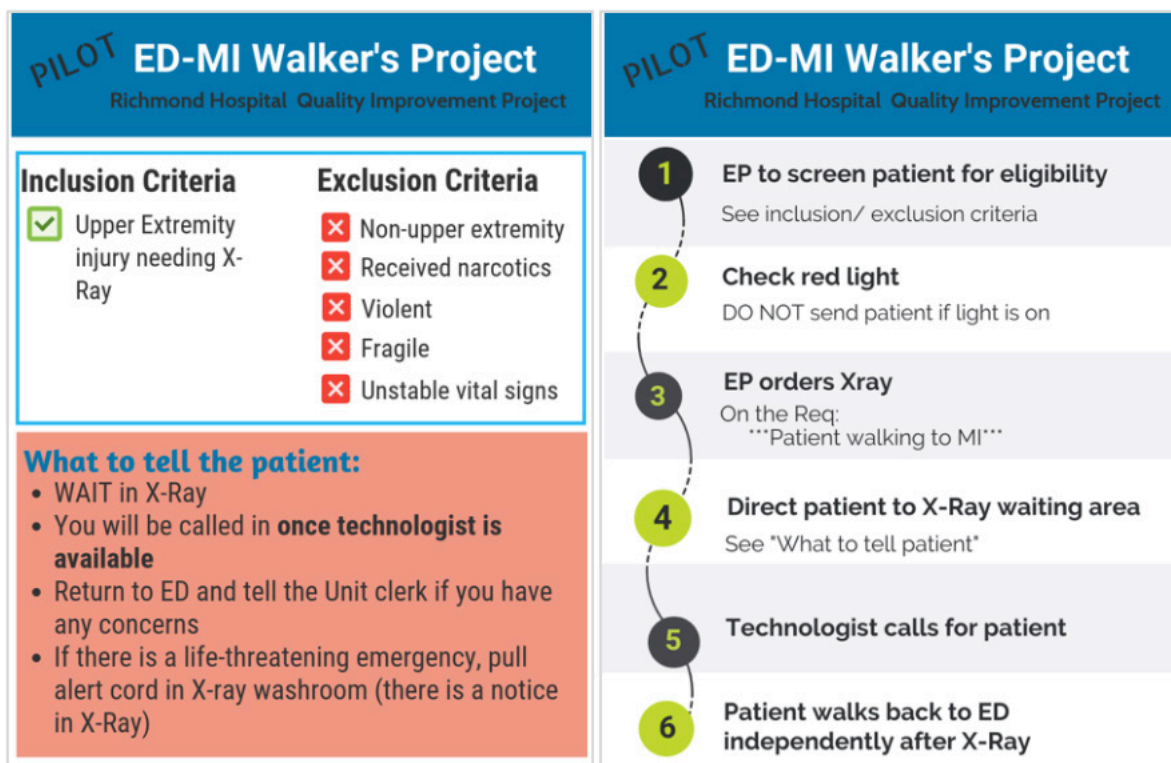 PILOT
ED-MI Walker's Project
Richmond Hospital Quality Improvement Project
Inclusion Criteria
Upper Extremity
injury needing X-
Ray
Exclusion Criteria
Non-upper extremity
Received narcotics
Violent
Fragile
Unstable vital signs
What to tell the patient:
• WAIT in X-Ray
• You will be called in once technologist is
available
• Return to ED and tell the Unit clerk if you have
any concerns
• If there is a life-threatening emergency, pull
alert cord in X-ray washroom (there is a notice
in X-Ray)
PILOT
ED-MI Walker's Project
Richmond Hospital Quality Improvement Project
1
EP to screen patient for eligibility
See inclusion/ exclusion criteria
2
Check red light
DO NOT send patient if light is on
3
EP orders Xray
On the Req:
***Patient walking to MI***
4
Direct patient to X-Ray waiting area
See "What to tell patient"
5
Technologist calls for patient
6
Patient walks back to ED
independently after X-Ray